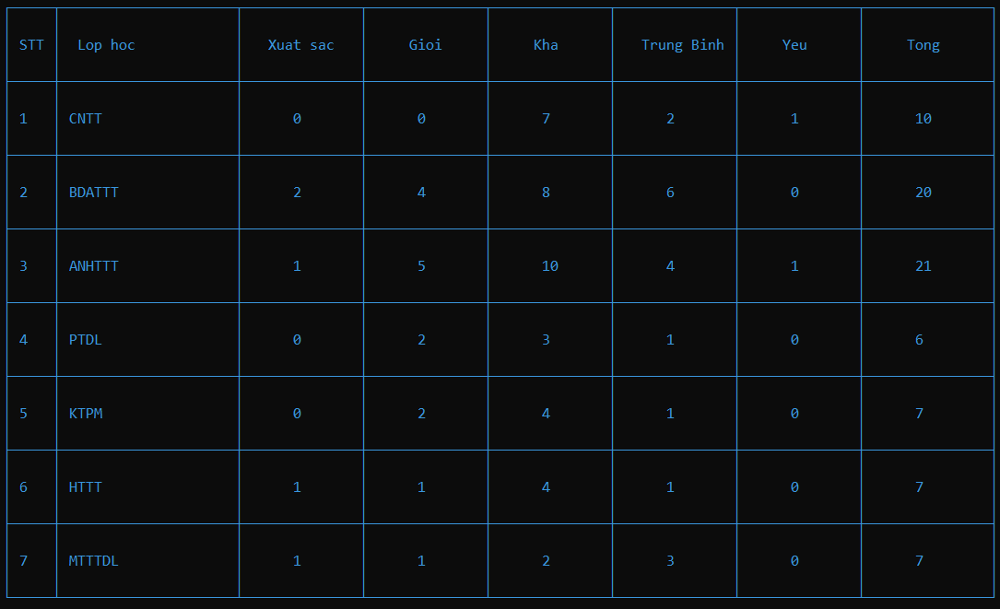 STT Lop hoc Xuat sac Gioi Kha Trung Binh Yeu Tong
1 CNTT 0 0 7 2 1 10
2 BDATTT 2 4 8 6 0 20
3 ANHTTT 1 5 10 4 1 21
4 PTDL 0 2 3 1 0 6
5 KTPM 0 2 4 1 0 7
6 HTTT 1 1 4 1 0 7
7 MTTTDL 1 1 2 3 0 7